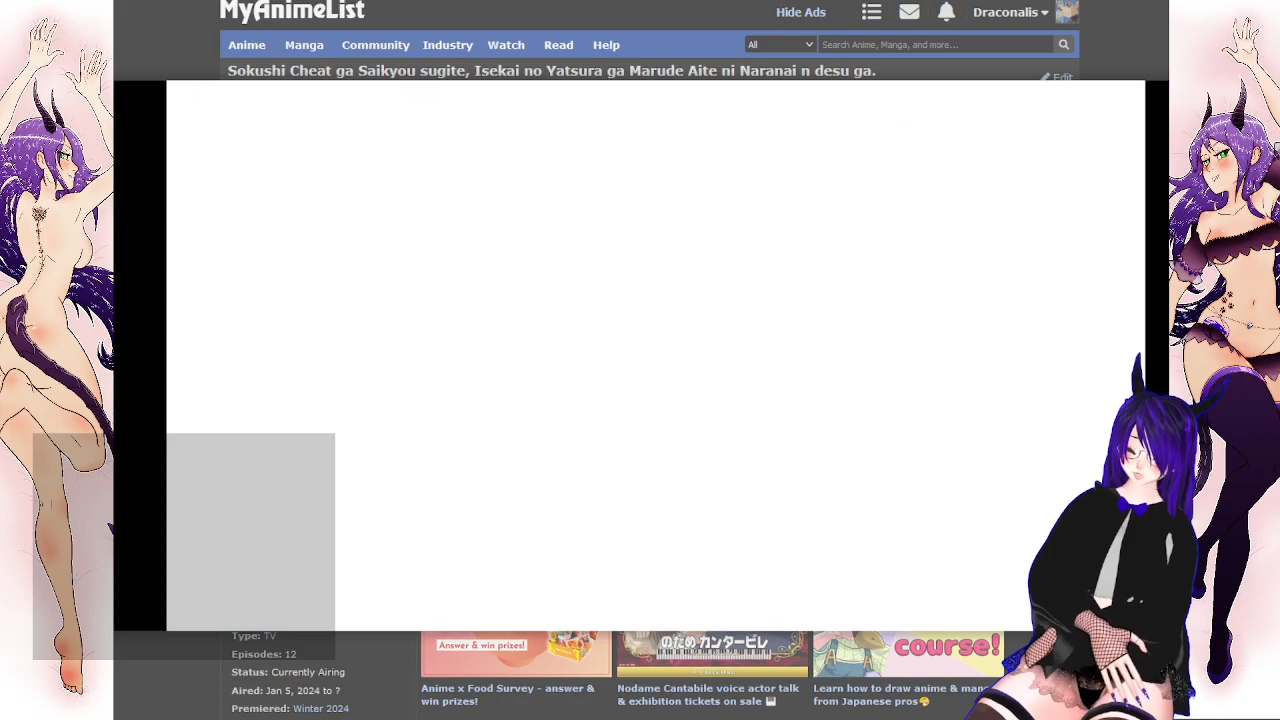 MyAnimeList
Hide Ads
Draconalis
Anime Manga Community Industry Watch Read Help
All
Search Anime, Manga, and more...
Sokushi Cheat ga Saikyou sugite, Isekai no Yatsura ga Marude Aite ni Naranai n desu ga.
Edit
Type: TV
Episodes: 12
Status: Currently Airing
Aired: Jan 5, 2024 to ?
Premiered: Winter 2024
Answer & win prizes!
Anime x Food Survey - answer &
win prizes!
のだめカンタービレ
Nodame Cantabile voice actor talk
& exhibition tickets on sale
course!
Learn how to draw anime &
from Japanese pros